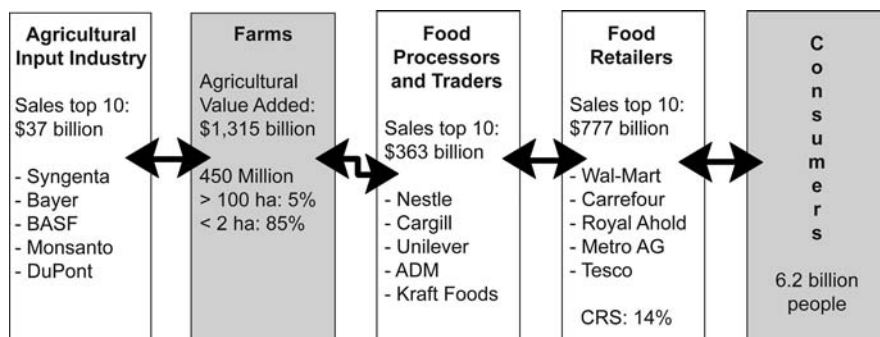 Agricultural
Input Industry
Sales top 10:
$37 billion
- Syngenta
- Bayer
- BASF
- Monsanto
- DuPont
Farms
Agricultural
Value Added:
$1,315 billion
450 Million
> 100 ha: 5%
< 2 ha: 85%
Food
Processors
and Traders
Sales top 10:
$363 billion
- Nestle
- Cargill
- Unilever
- ADM
- Kraft Foods
Food
Retailers
Sales top 10:
$777 billion
- Wal-Mart
- Carrefour
- Royal Ahold
- Metro AG
- Tesco
CRS: 14%
C
o
n
s
u
m
e
r
s
6.2 billion
people